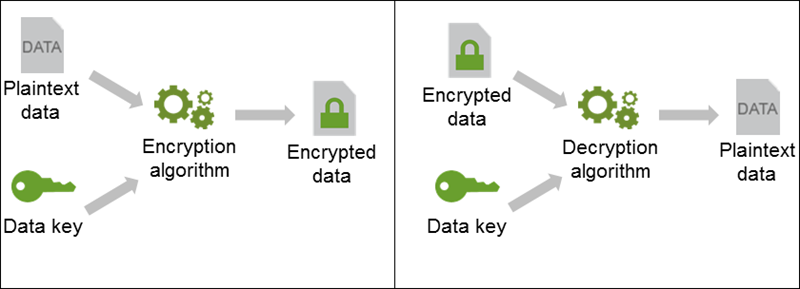 DATA
Plaintext
data
Encryption
algorithm
Encrypted
data
Data key
Encrypted
data
Decryption
algorithm
DATA
Plaintext
data
Data key